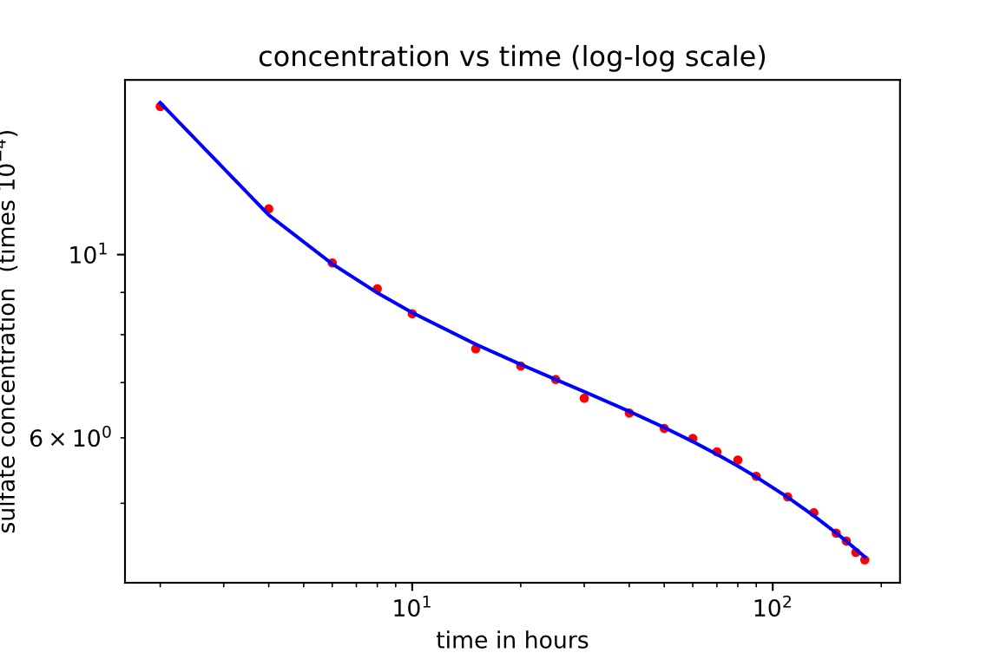 concentration vs time (log-log scale)
sulfate concentration (times 10⁻⁴)
10¹
6 × 10⁰
10¹ 10²
time in hours